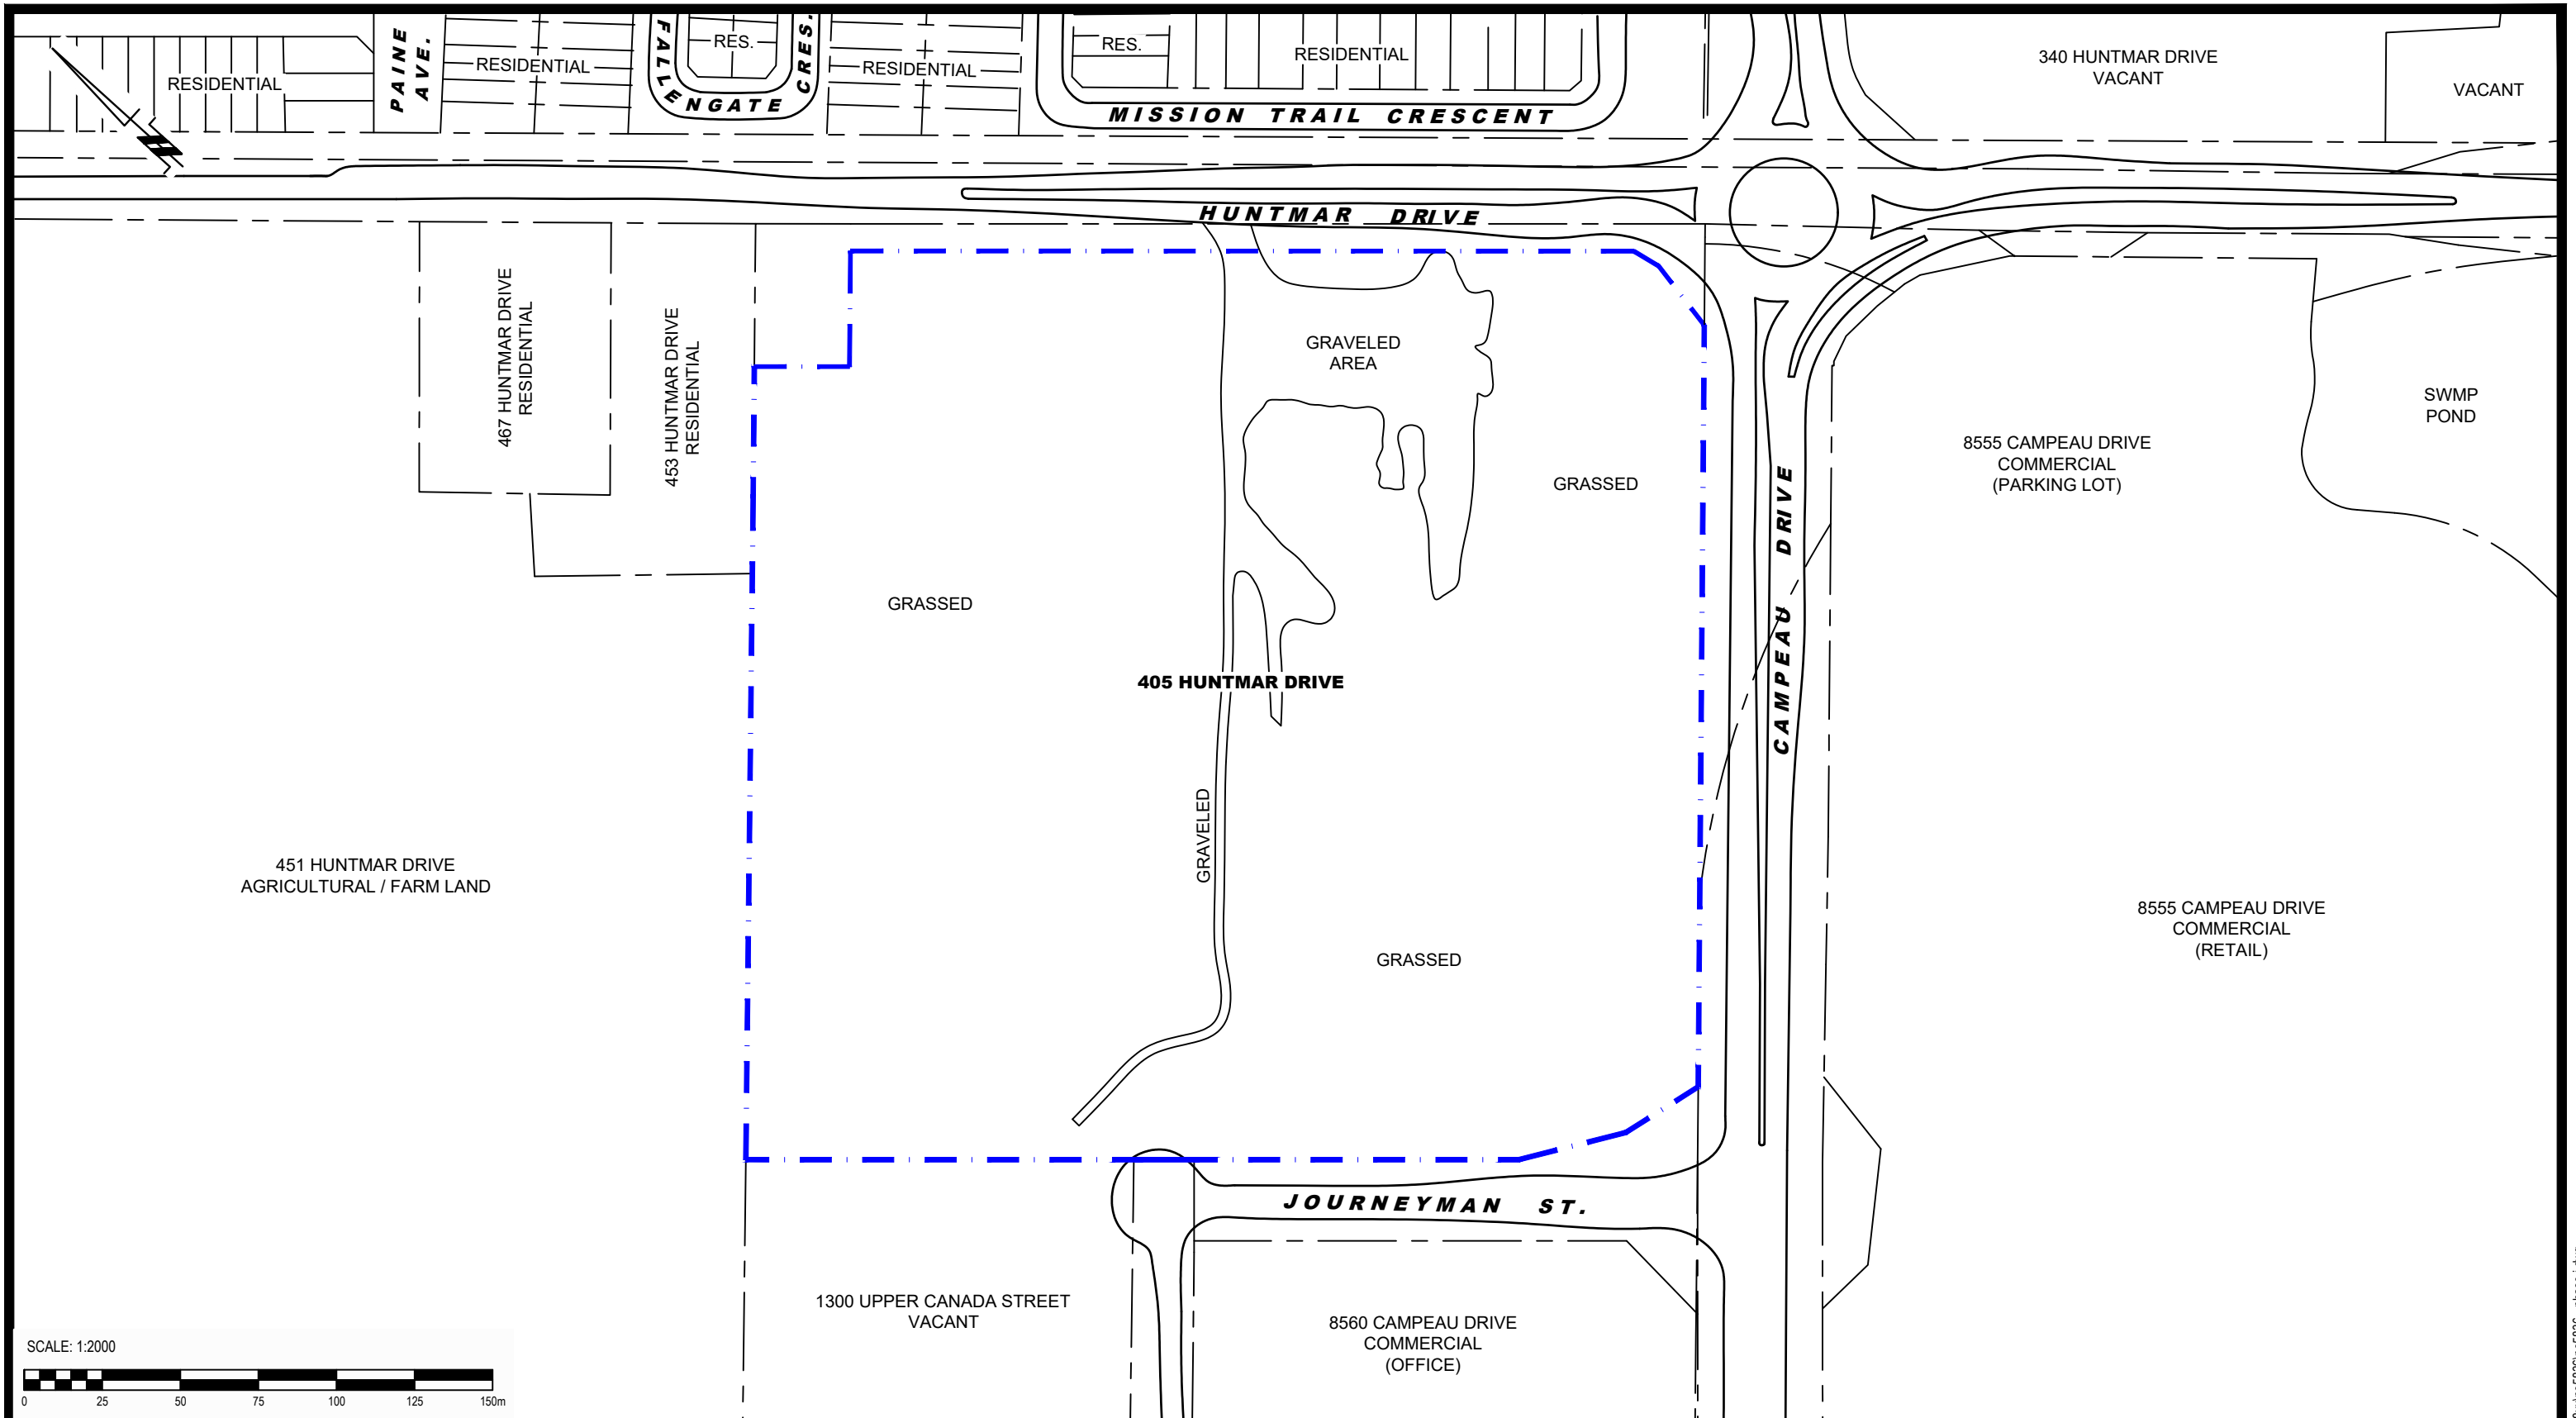 RESIDENTIAL
PAINE
AVE.
RESIDENTIAL
FALLENGATE CRES.
RES.
RESIDENTIAL
RES.
RESIDENTIAL
MISSION TRAIL CRESCENT
340 HUNTMAR DRIVE
VACANT
VACANT
HUNTMAR DRIVE
467 HUNTMAR DRIVE
RESIDENTIAL
453 HUNTMAR DRIVE
RESIDENTIAL
GRAVELED
AREA
GRASSED
GRASSED
CAMPEAU DRIVE
8555 CAMPEAU DRIVE
COMMERCIAL
(PARKING LOT)
SWMP
POND
405 HUNTMAR DRIVE
GRAVELED
451 HUNTMAR DRIVE
AGRICULTURAL / FARM LAND
GRASSED
8555 CAMPEAU DRIVE
COMMERCIAL
(RETAIL)
JOURNEYMAN ST.
1300 UPPER CANADA STREET
VACANT
8560 CAMPEAU DRIVE
COMMERCIAL
(OFFICE)
SCALE: 1:2000
0 25 50 75 100 125 150m